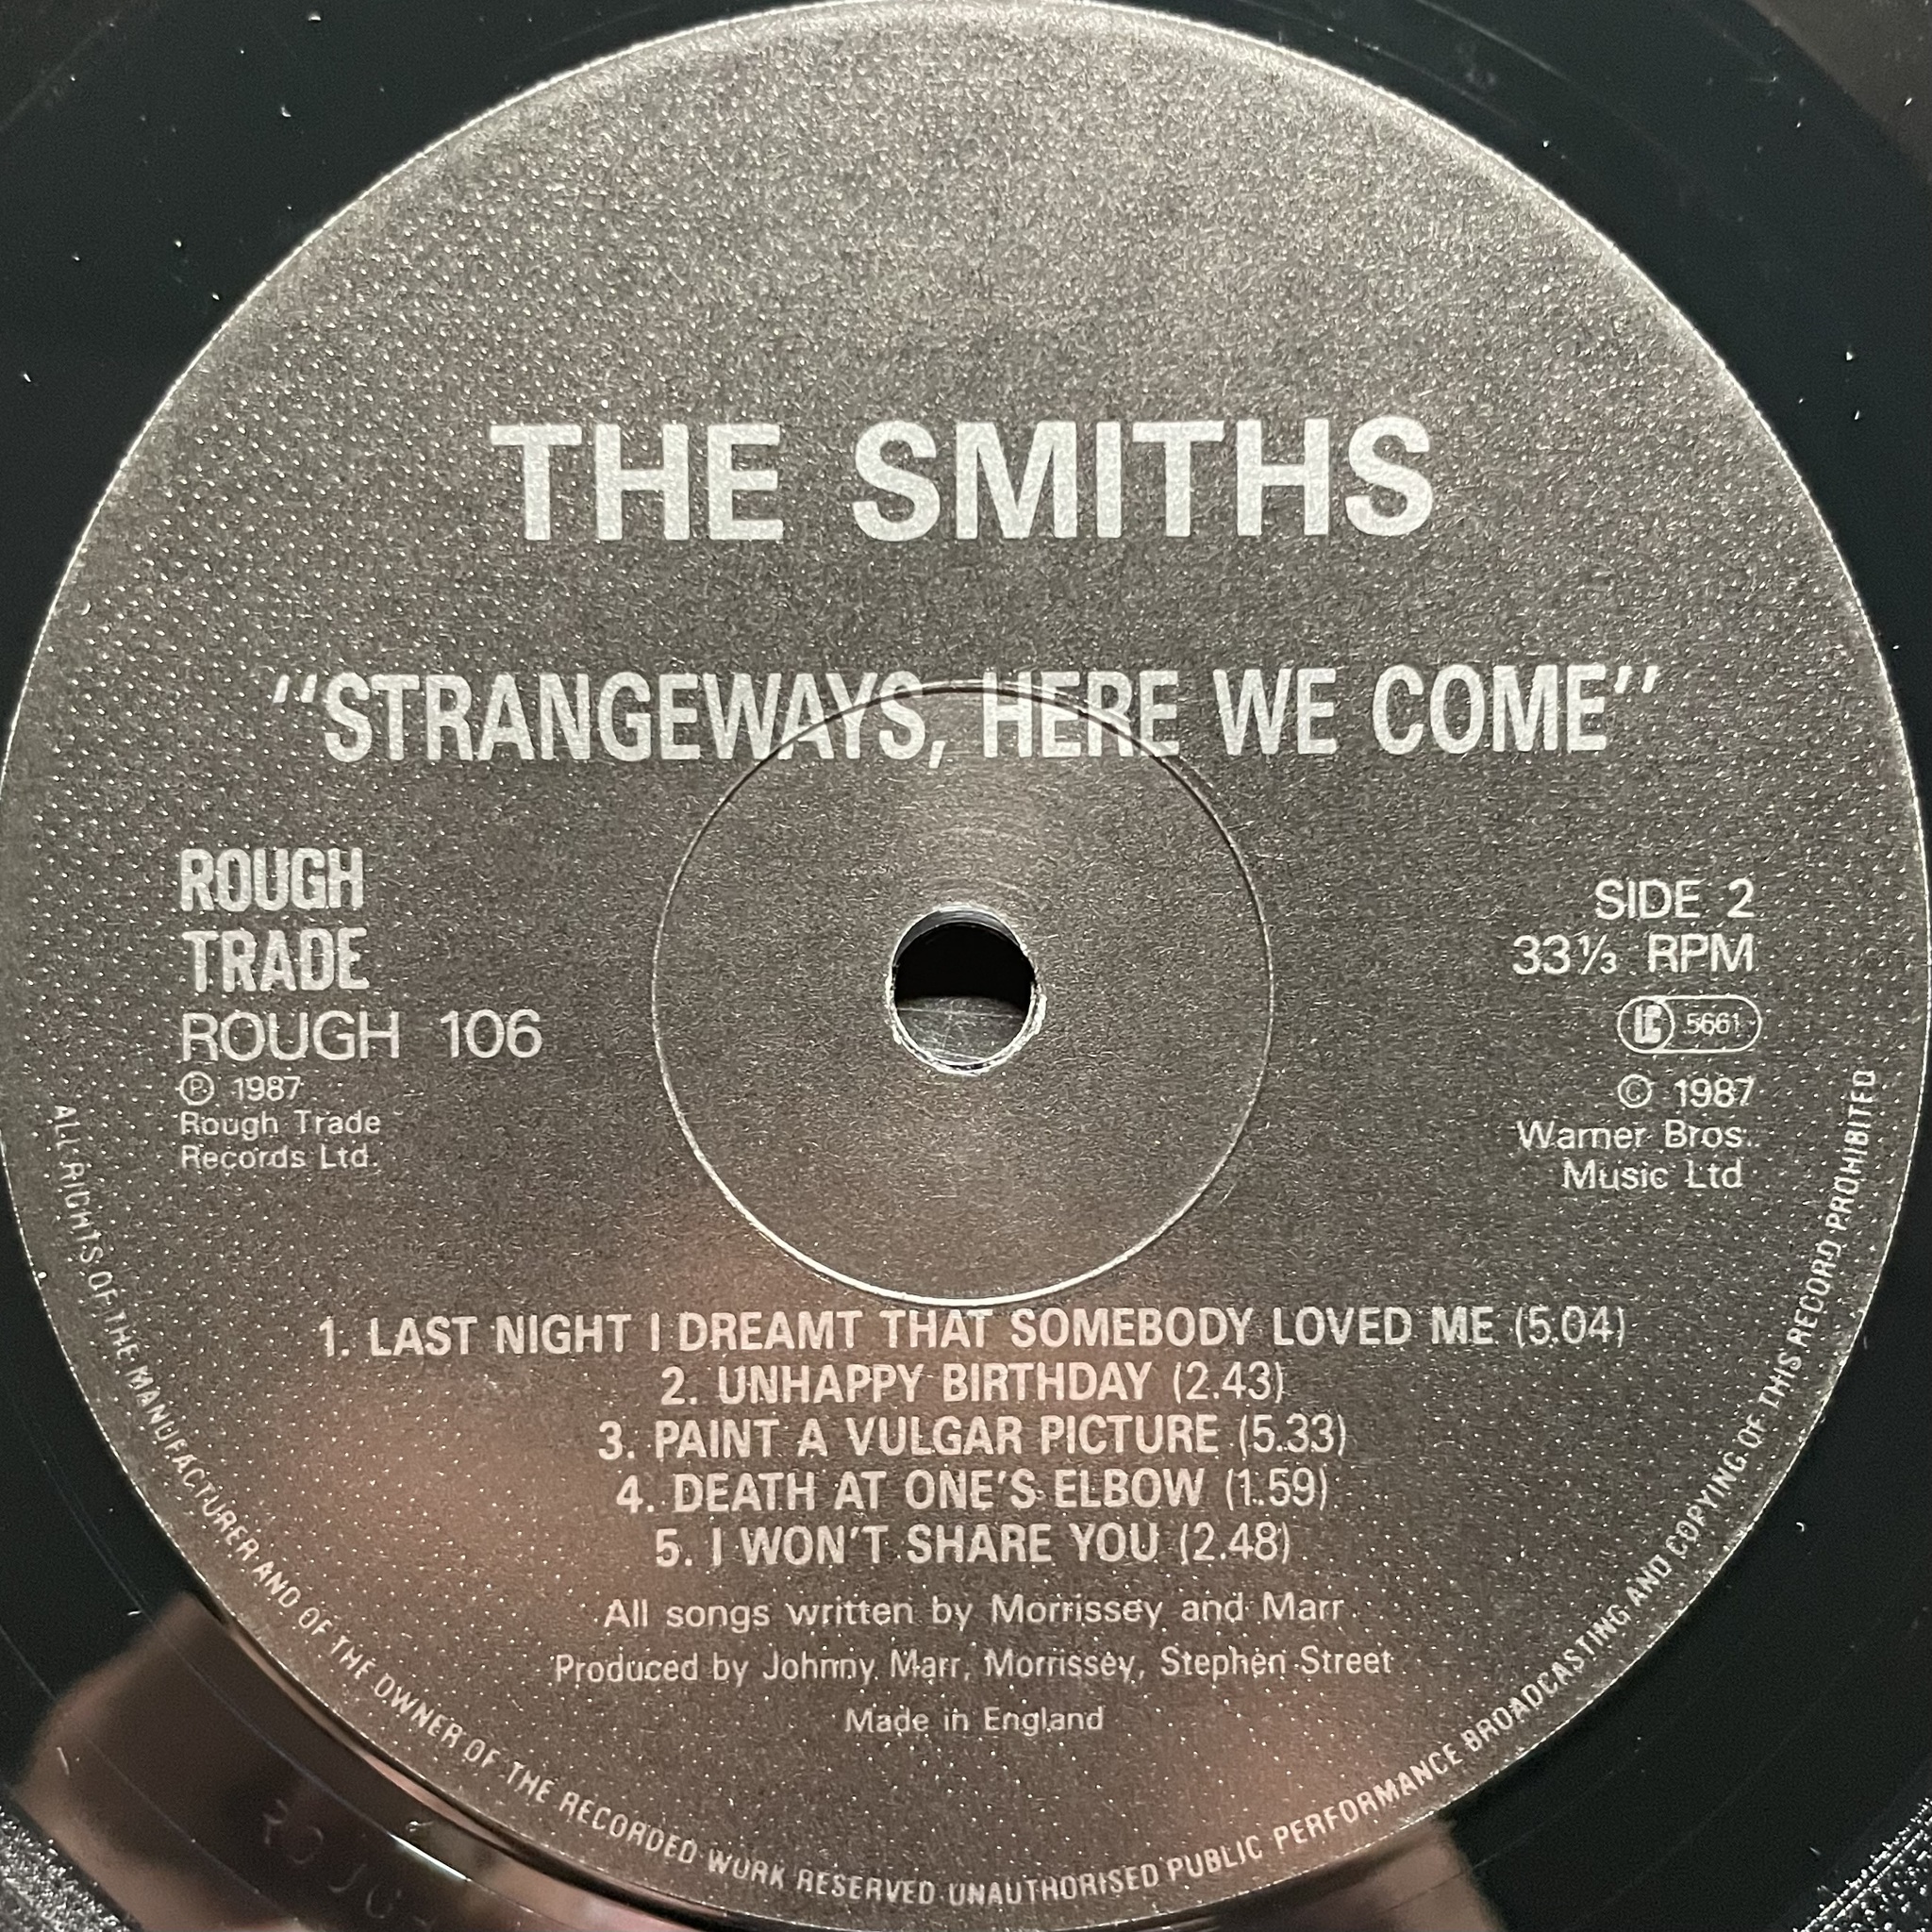 THE SMITHS
"STRANGEWAYS, HERE WE COME"
ROUGH
TRADE
ROUGH 106
Ⓟ 1987
Rough Trade
Records Ltd.
SIDE 2
33⅓ RPM
LC 5661
© 1987
Warner Bros.
Music Ltd
1. LAST NIGHT I DREAMT THAT SOMEBODY LOVED ME (5.04)
2. UNHAPPY BIRTHDAY (2.43)
3. PAINT A VULGAR PICTURE (5.33)
4. DEATH AT ONE'S ELBOW (1.59)
5. I WON'T SHARE YOU (2.48)
All songs written by Morrissey and Marr
Produced by Johnny Marr, Morrissey, Stephen Street
Made in England
ALL RIGHTS OF THE MANUFACTURER AND OF THE OWNER OF THE RECORDED WORK RESERVED UNAUTHORISED PUBLIC PERFORMANCE BROADCASTING AND COPYING OF THIS RECORD PROHIBITED